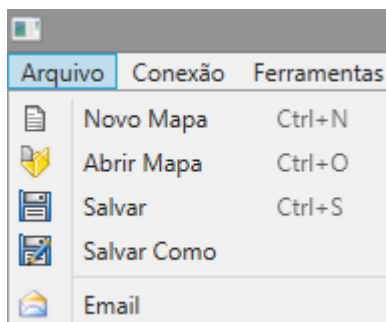 Arquivo Conexão Ferramentas
Novo Mapa Ctrl+N
Abrir Mapa Ctrl+O
Salvar Ctrl+S
Salvar Como
Email